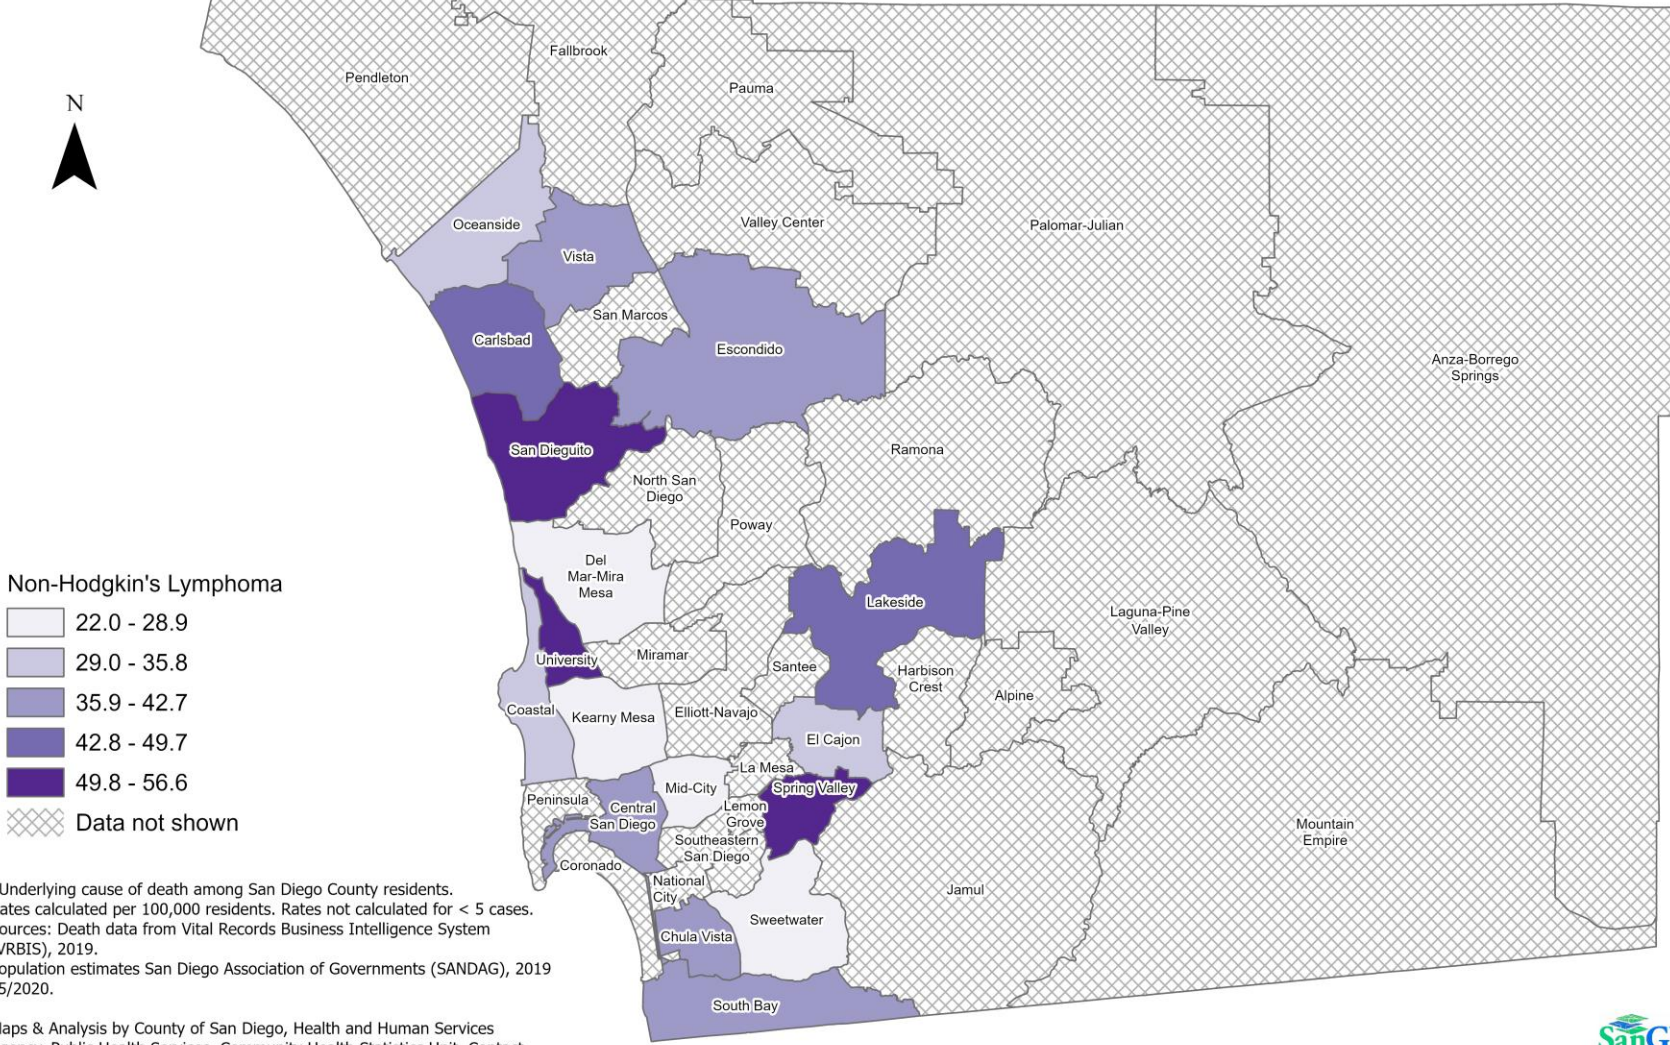 Fallbrook
Pendleton
Pauma
N
Oceanside
Valley Center
Palomar-Julian
Vista
San Marcos
Carlsbad
Escondido
Anza-Borrego
Springs
San Dieguito
Ramona
North San
Diego
Poway
Del
Mar-Mira
Mesa
Lakeside
Laguna-Pine
Valley
University
Miramar
Santee
Harbison
Crest
Alpine
Coastal
Kearny Mesa
Elliott-Navajo
El Cajon
La Mesa
Mid-City
Spring Valley
Peninsula
Central
San Diego
Lemon
Grove
Southeastern
San Diego
Mountain
Empire
Coronado
National
City
Jamul
Sweetwater
Chula Vista
South Bay
Non-Hodgkin's Lymphoma
22.0 - 28.9
29.0 - 35.8
35.9 - 42.7
42.8 - 49.7
49.8 - 56.6
Data not shown
Underlying cause of death among San Diego County residents.
ates calculated per 100,000 residents. Rates not calculated for < 5 cases.
ources: Death data from Vital Records Business Intelligence System
VRBIS), 2019.
opulation estimates San Diego Association of Governments (SANDAG), 2019
5/2020.
Maps & Analysis by County of San Diego, Health and Human Services
SanG